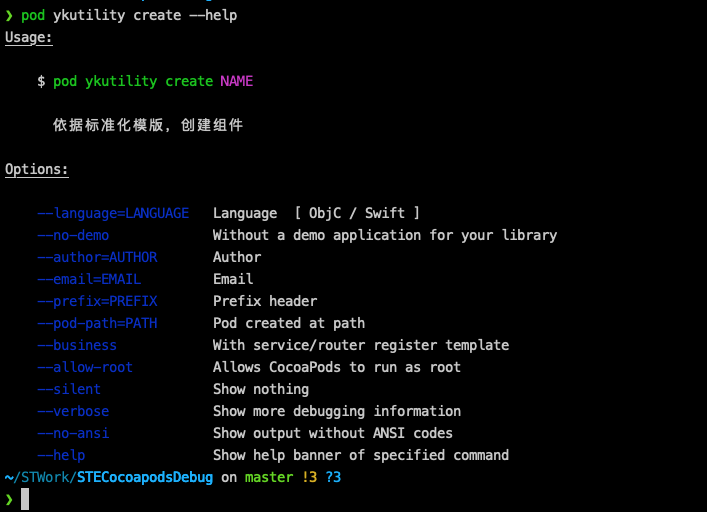 ❯ pod ykutility create --help
Usage:
$ pod ykutility create NAME
依据标准化模版，创建组件
Options:
--language=LANGUAGE Language [ ObjC / Swift ]
--no-demo Without a demo application for your library
--author=AUTHOR Author
--email=EMAIL Email
--prefix=PREFIX Prefix header
--pod-path=PATH Pod created at path
--business With service/router register template
--allow-root Allows CocoaPods to run as root
--silent Show nothing
--verbose Show more debugging information
--no-ansi Show output without ANSI codes
--help Show help banner of specified command
~/STWork/STECocoapodsDebug on master !3 ?3
❯